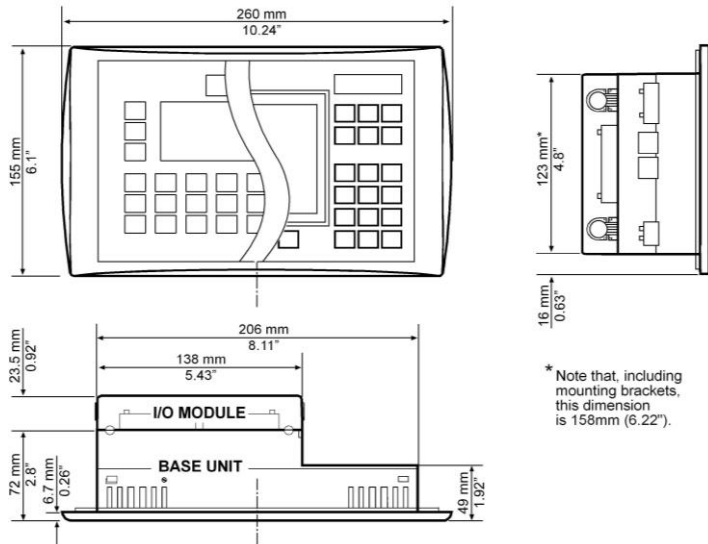 260 mm
10.24"
155 mm
6.1"
123 mm*
4.8"
16 mm
0.63"
206 mm
8.11"
138 mm
5.43"
23.5 mm
0.92"
I/O MODULE
72 mm
2.8"
6.7 mm
0.26"
BASE UNIT
49 mm
1.92"
* Note that, including
mounting brackets,
this dimension
is 158mm (6.22").